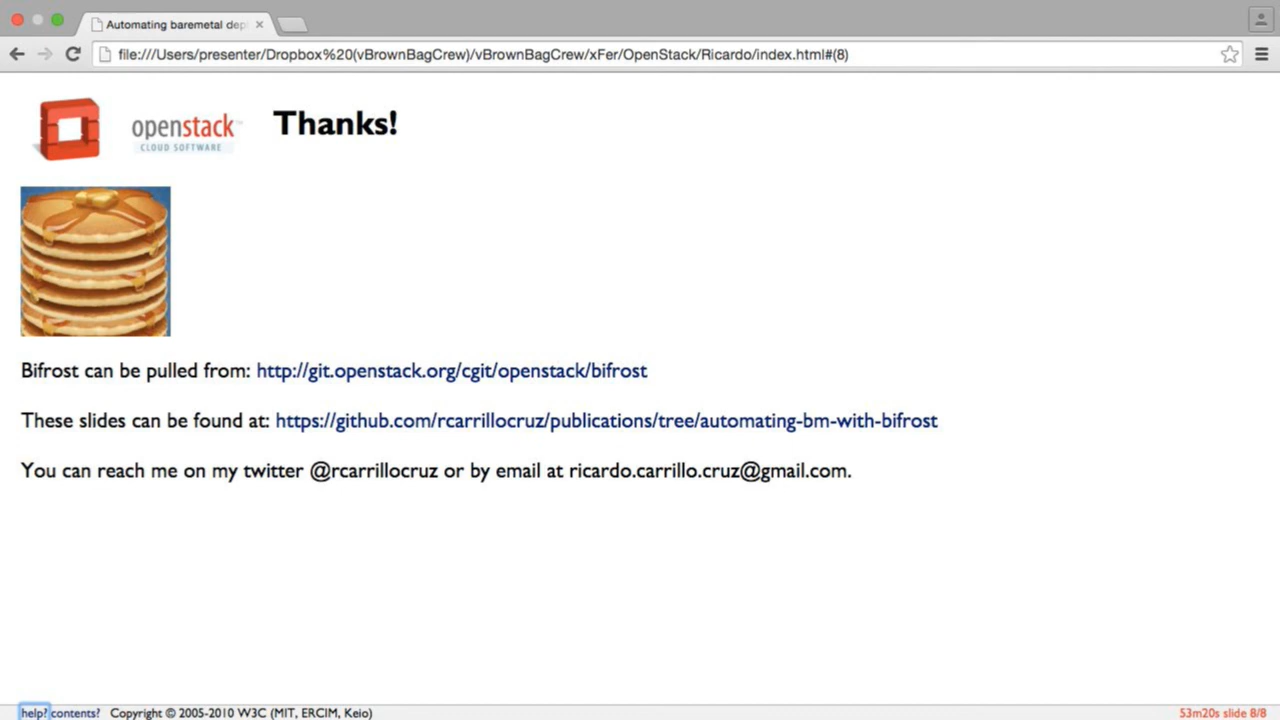 Automating baremetal dep
file:///Users/presenter/Dropbox%20(vBrownBagCrew)/vBrownBagCrew/xFer/OpenStack/Ricardo/index.html#(8)
openstack™
CLOUD SOFTWARE
Thanks!
Bifrost can be pulled from: http://git.openstack.org/cgit/openstack/bifrost
These slides can be found at: https://github.com/rcarrillocruz/publications/tree/automating-bm-with-bifrost
You can reach me on my twitter @rcarrillocruz or by email at ricardo.carrillo.cruz@gmail.com.
help? contents? Copyright © 2005-2010 W3C (MIT, ERCIM, Keio)
53m20s slide 8/8